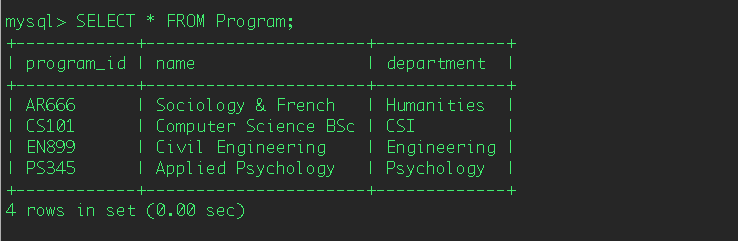 mysql> SELECT * FROM Program;
+------------+---------------------+-------------+
| program_id | name                | department  |
+------------+---------------------+-------------+
| AR666      | Sociology & French   | Humanities  |
| CS101      | Computer Science BSc | CSI         |
| EN899      | Civil Engineering    | Engineering |
| PS345      | Applied Psychology   | Psychology  |
+------------+---------------------+-------------+
4 rows in set (0.00 sec)